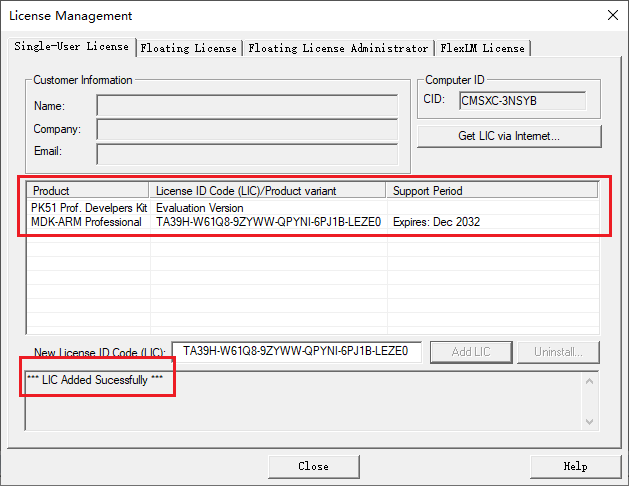 License Management
Single-User License Floating License Floating License Administrator FlexLM License
Customer Information
Name:
Company:
Email:
Computer ID
CID: CMSXC-3NSYB
Get LIC via Internet...
Product License ID Code (LIC)/Product variant Support Period
PK51 Prof. Develpers Kit Evaluation Version
MDK-ARM Professional TA39H-W61Q8-9ZYWW-QPYNI-6PJ1B-LEZE0 Expires: Dec 2032
New License ID Code (LIC): TA39H-W61Q8-9ZYWW-QPYNI-6PJ1B-LEZE0 Add LIC Uninstall...
*** LIC Added Sucessfully ***
Close Help